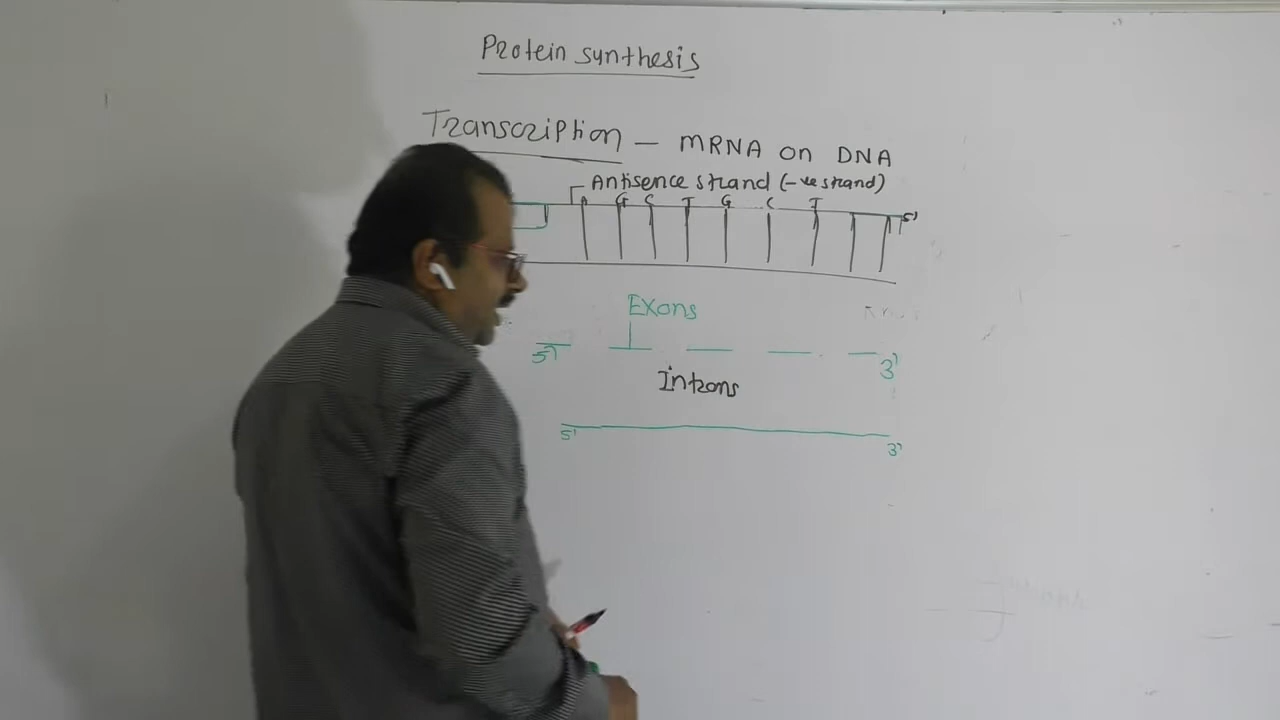 Protein synthesis
Transcription — mRNA on DNA
Antisence strand (-ve strand)
G C T G C T 5'
Exons
5' 3'
Introns
5' 3'